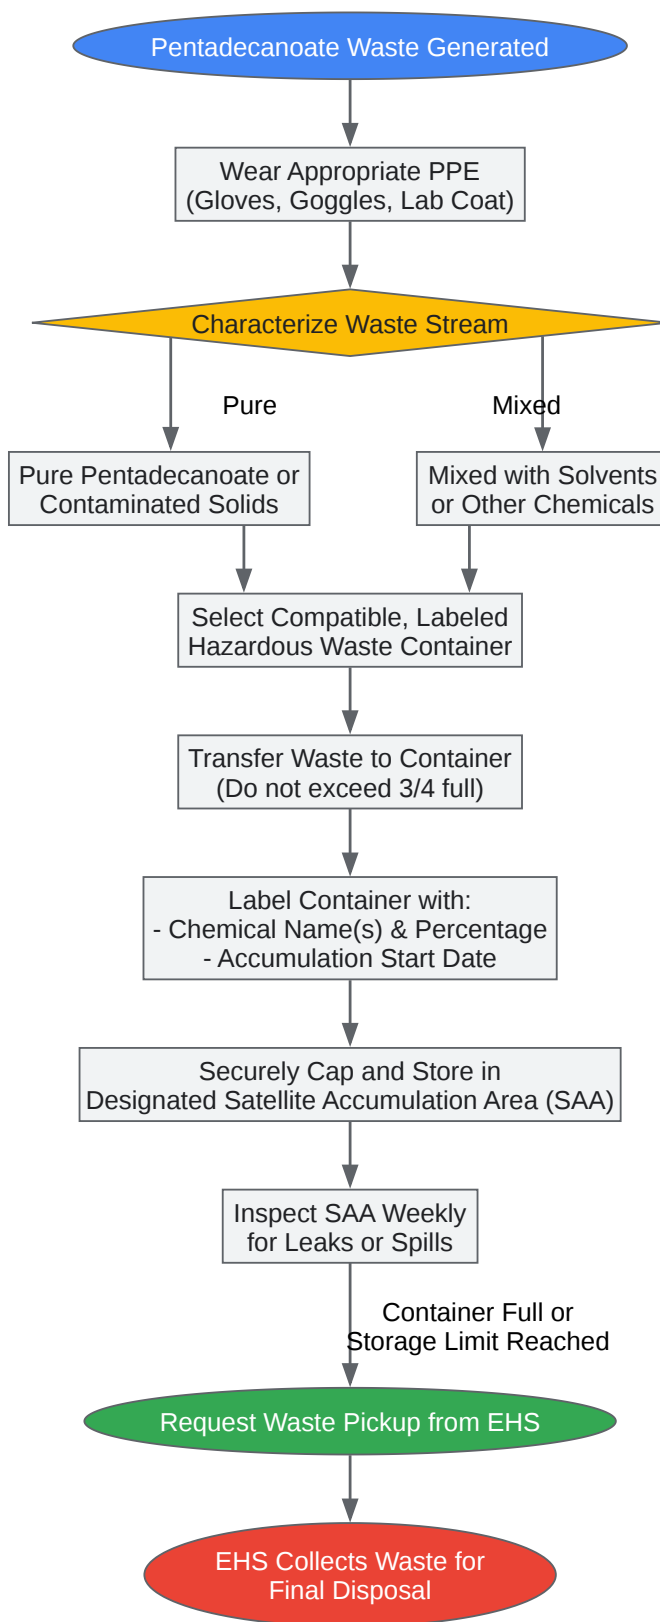 Pentadecanoate Waste Generated
Wear Appropriate PPE
(Gloves, Goggles, Lab Coat)
Characterize Waste Stream
Pure
Mixed
Pure Pentadecanoate or
Contaminated Solids
Mixed with Solvents
or Other Chemicals
Select Compatible, Labeled
Hazardous Waste Container
Transfer Waste to Container
(Do not exceed 3/4 full)
Label Container with:
- Chemical Name(s) & Percentage
- Accumulation Start Date
Securely Cap and Store in
Designated Satellite Accumulation Area (SAA)
Inspect SAA Weekly
for Leaks or Spills
Container Full or
Storage Limit Reached
Request Waste Pickup from EHS
EHS Collects Waste for
Final Disposal